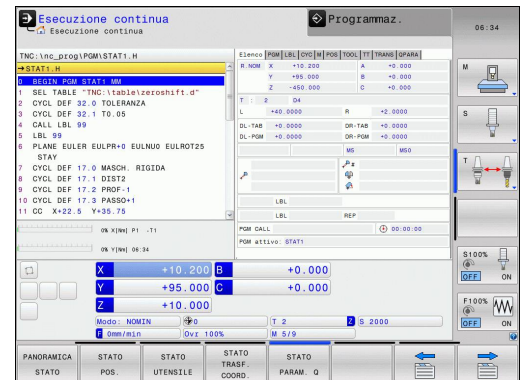 Esecuzione continua
Esecuzione continua
Programmaz.
06:34
TNC:\nc_prog\PGM\STAT1.H
→STAT1.H
0 BEGIN PGM STAT1 MM
1 SEL TABLE "TNC:\table\zeroshift.d"
2 CYCL DEF 32.0 TOLERANZA
3 CYCL DEF 32.1 T0.05
4 CALL LBL 99
5 LBL 99
6 PLANE EULER EULPR+0 EULNU0 EULROT25
STAY
7 CYCL DEF 17.0 MASCH. RIGIDA
8 CYCL DEF 17.1 DIST2
9 CYCL DEF 17.2 PROF-1
10 CYCL DEF 17.3 PASSO+1
11 CC X+22.5 Y+35.75
0% X[Nm] P1 -T1
0% Y[Nm] 06:34
Elenco PGM LBL CYC M POS TOOL TT TRANS QPARA
R.NOM X +10.200 A +0.000
Y +95.000 B +0.000
Z -450.000 C +0.000
T : 2 D4
L +40.0000 R +2.0000
DL-TAB +0.0000 DR-TAB +0.0000
DL-PGM +0.0000 DR-PGM +0.0000
M5 M50
LBL
LBL REP
PGM CALL 00:00:00
PGM attivo: STAT1
X +10.200 B +0.000
Y +95.000 C +0.000
Z +10.000
Modo: NOMIN 0 T 2 Z S 2000
F 0mm/min Ovr 100% M 5/9
M
S
T
S100%
OFF ON
F100%
OFF ON
PANORAMICA
STATO
STATO
POS.
STATO
UTENSILE
STATO
TRASF.
COORD.
STATO
PARAM. Q